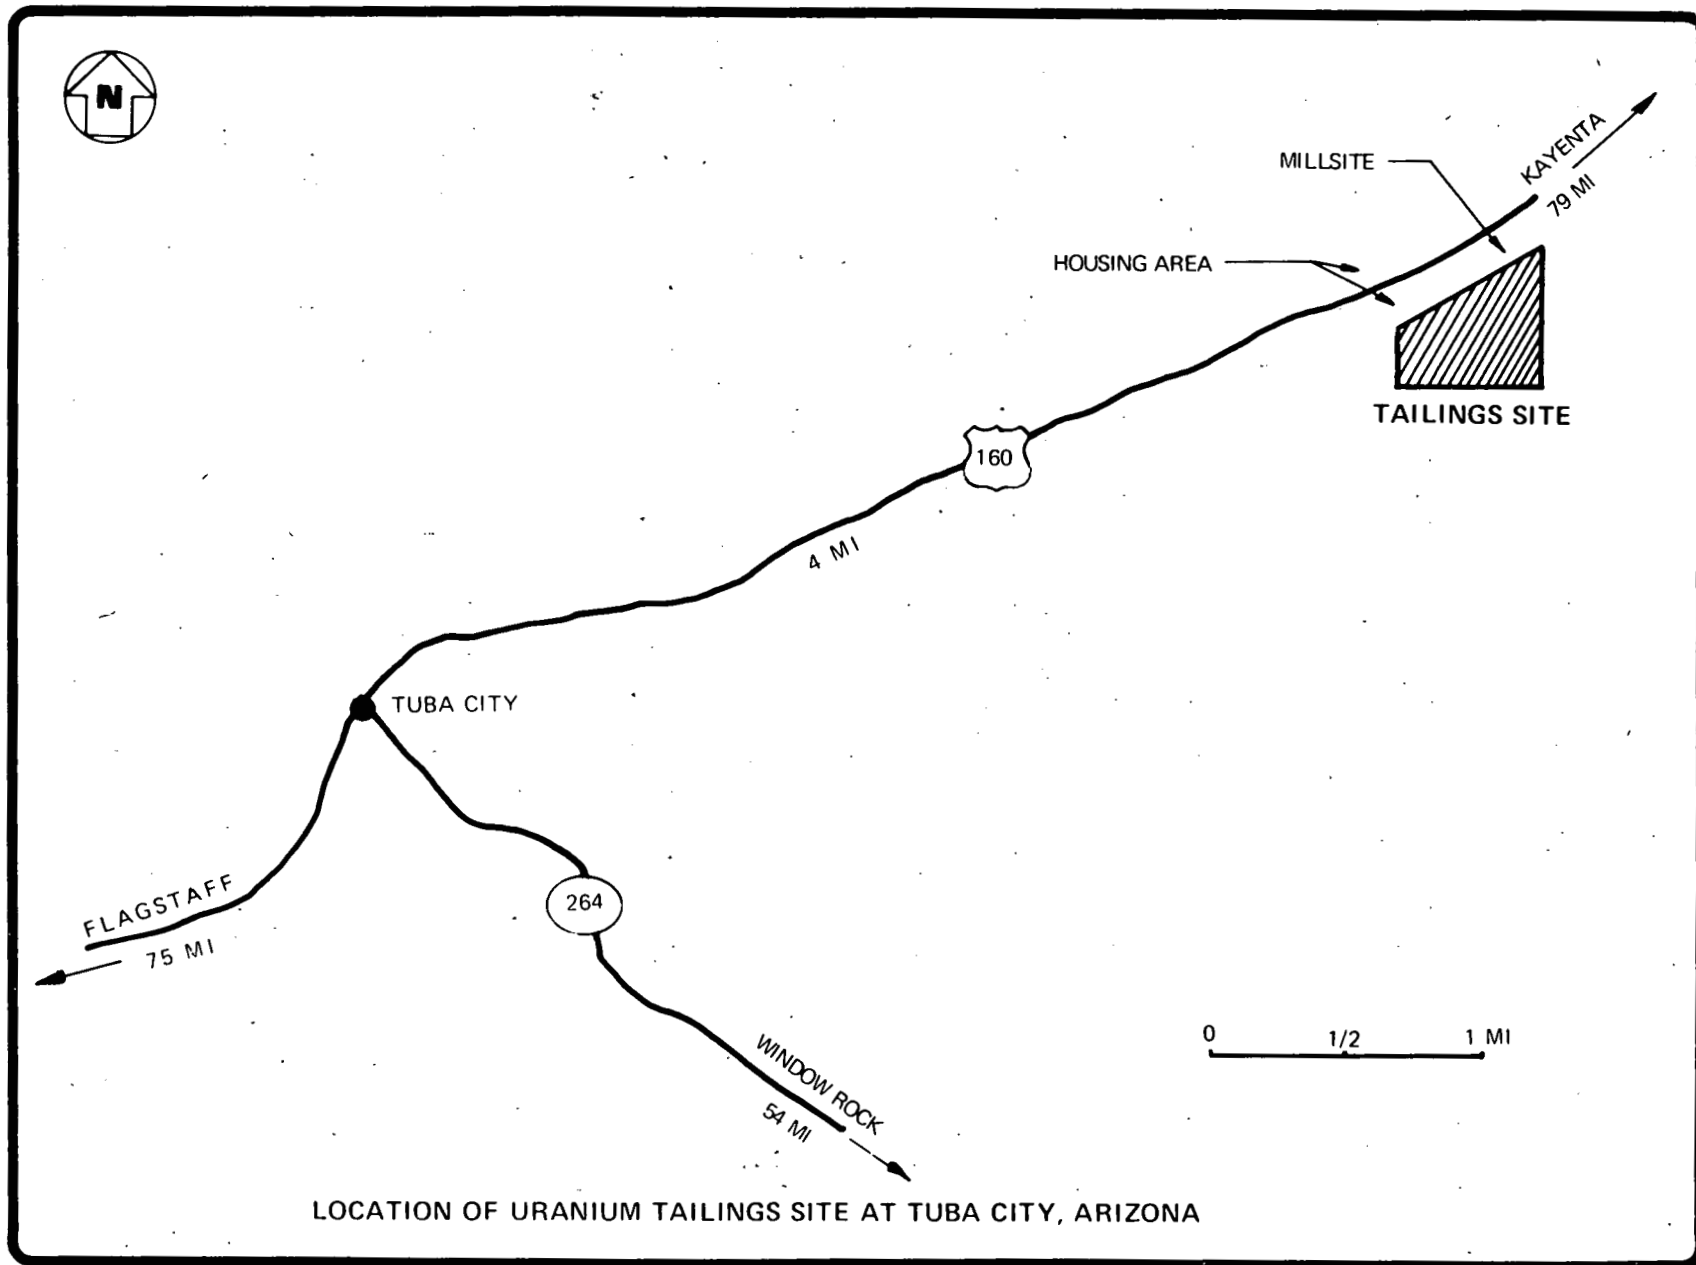 N
KAYENTA
79 MI
MILLSITE
HOUSING AREA
TAILINGS SITE
160
4 MI
TUBA CITY
264
FLAGSTAFF
75 MI
WINDOW ROCK
54 MI
0 1/2 1 MI
LOCATION OF URANIUM TAILINGS SITE AT TUBA CITY, ARIZONA